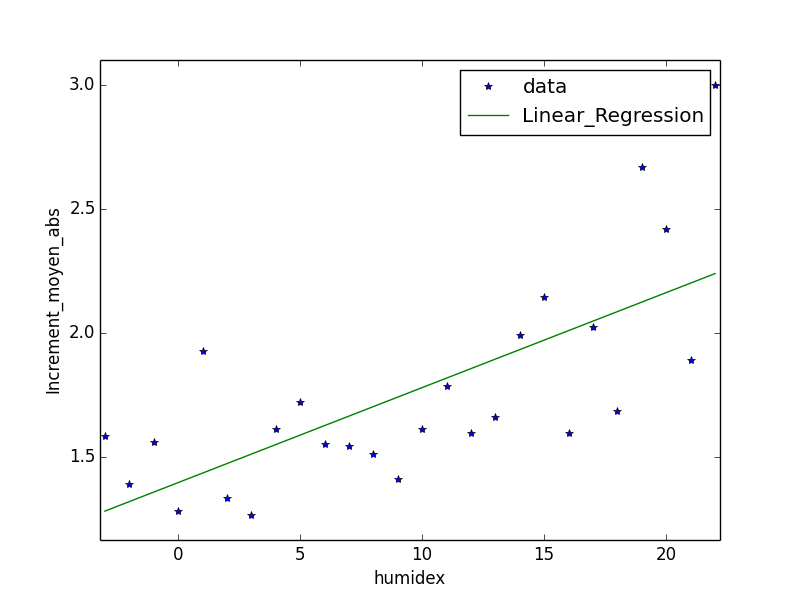 data
Linear_Regression
3.0
2.5
2.0
1.5
Increment_moyen_abs
0 5 10 15 20
humidex